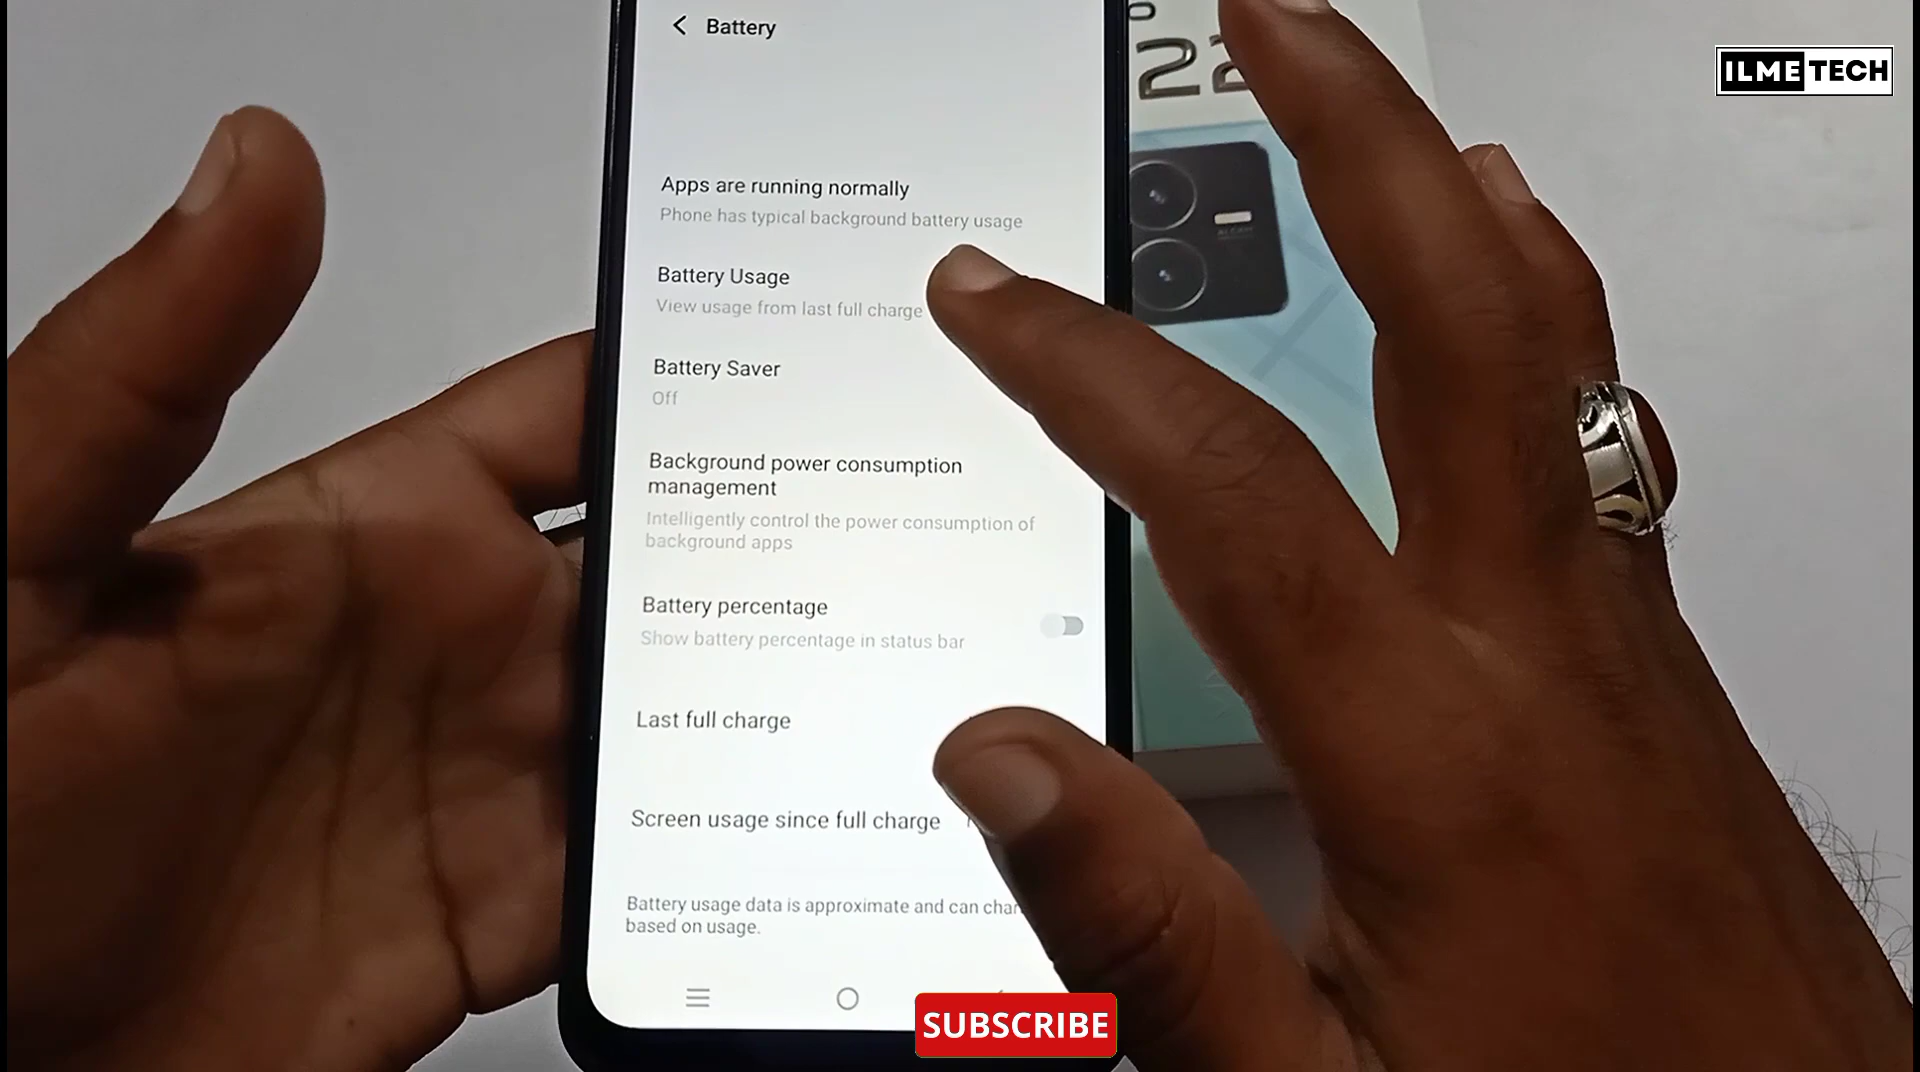 Battery
ILME TECH
Apps are running normally
Phone has typical background battery usage
Battery Usage
View usage from last full charge
Battery Saver
Off
Background power consumption
management
Intelligently control the power consumption of
background apps
Battery percentage
Show battery percentage in status bar
Last full charge
Screen usage since full charge
Battery usage data is approximate and can
based on usage.
SUBSCRIBE